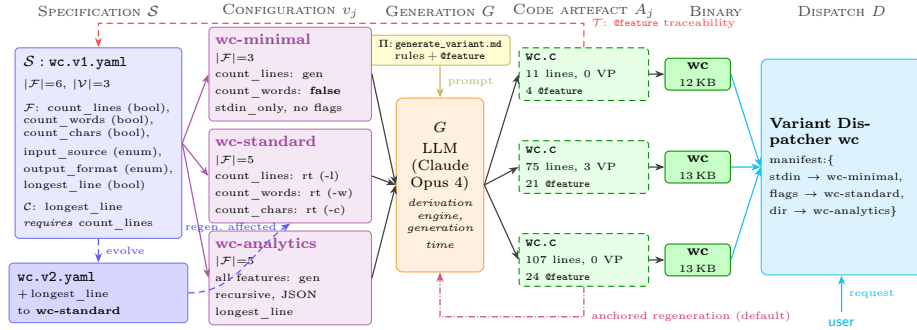 SPECIFICATION S
CONFIGURATION v_j
GENERATION G
CODE ARTEFACT A_j
BINARY
DISPATCH D
T: @feature traceability
S: wc.v1.yaml
|F|=6, |V|=3
F: count_lines (bool),
count_words (bool),
count_chars (bool),
input_source (enum),
output_format (enum),
longest_line (bool)
C: longest_line
requires count_lines
evolve
wc.v2.yaml
+ longest_line
to wc-standard
wc-minimal
|F|=3
count_lines: gen
count_words: false
stdin_only, no flags
wc-standard
|F|=5
count_lines: rt (-l)
count_words: rt (-w)
count_chars: rt (-c)
regen. affected
wc-analytics
|F|=5
all features: gen
recursive, JSON
longest_line
Π: generate_variant.md
rules + @feature
prompt
G
LLM
(Claude
Opus 4)
derivation
engine,
generation
time
wc.c
11 lines, 0 VP
4 @feature
wc.c
75 lines, 3 VP
21 @feature
wc.c
107 lines, 0 VP
24 @feature
anchored regeneration (default)
wc
12 KB
wc
13 KB
wc
13 KB
Variant Dis-
patcher wc
manifest:{
stdin → wc-minimal,
flags → wc-standard,
dir → wc-analytics}
request
user